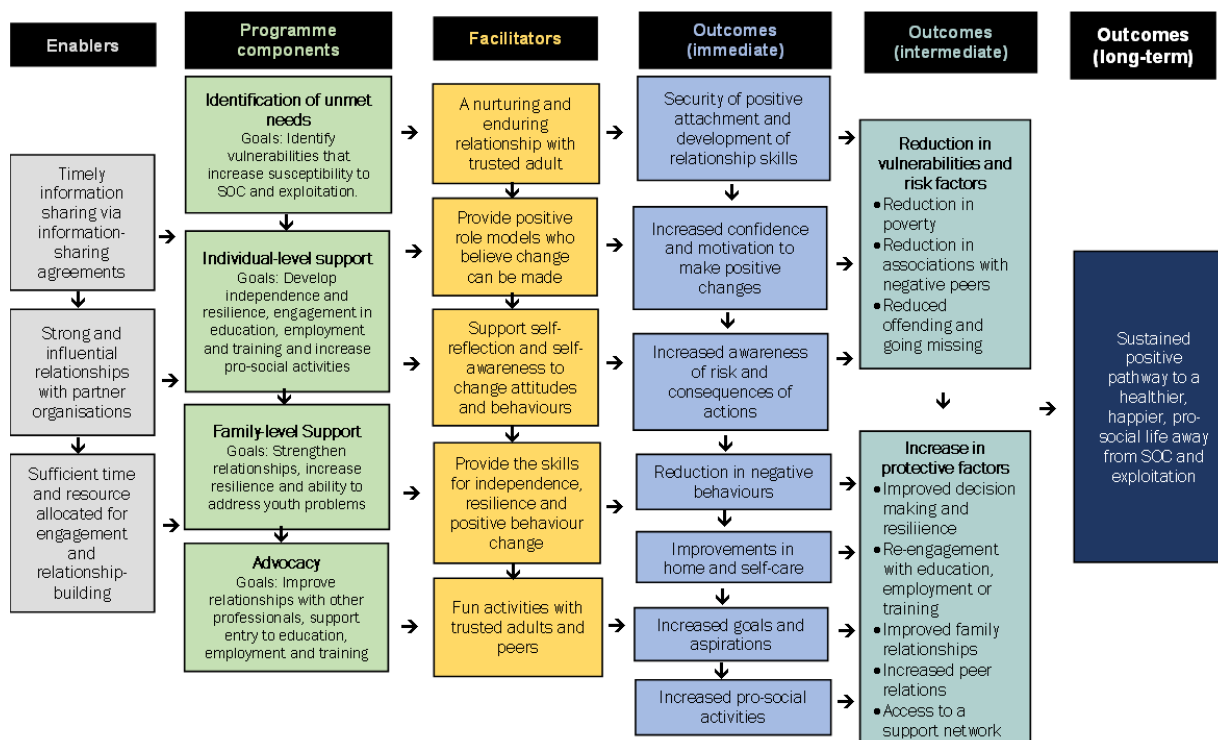 Enablers
Programme
components
Facilitators
Outcomes
(immediate)
Outcomes
(intermediate)
Outcomes
(long-term)
Timely
information
sharing via
information-
sharing
agreements
Strong and
influential
relationships
with partner
organisations
Sufficient time
and resource
allocated for
engagement
and
relationship-
building
Identification of unmet
needs
Goals: Identify
vulnerabilities that
increase susceptibility to
SOC and exploitation.
Individual-level support
Goals: Develop
independence and
resilience, engagement in
education, employment
and training and increase
pro-social activities
Family-level Support
Goals: Strengthen
relationships, increase
resilience and ability to
address youth problems
Advocacy
Goals: Improve
relationships with other
professionals, support
entry to education,
employment and training
A nurturing and
enduring
relationship with
trusted adult
Provide positive
role models who
believe change
can be made
Support self-
reflection and self-
awareness to
change attitudes
and behaviours
Provide the skills
for independence,
resilience and
positive behaviour
change
Fun activities with
trusted adults and
peers
Security of positive
attachment and
development of
relationship skills
Increased confidence
and motivation to
make positive
changes
Increased awareness
of risk and
consequences of
actions
Reduction in negative
behaviours
Improvements in
home and self-care
Increased goals and
aspirations
Increased pro-social
activities
Reduction in
vulnerabilities and
risk factors
• Reduction in
poverty
• Reduction in
associations with
negative peers
• Reduced
offending and
going missing
Increase in
protective factors
• Improved decision
making and
resiliience
• Re-engagement
with education,
employment or
training
• Improved family
relationships
• Increased peer
relations
• Access to a
support network
Sustained
positive
pathway to a
healthier,
happier, pro-
social life away
from SOC and
exploitation